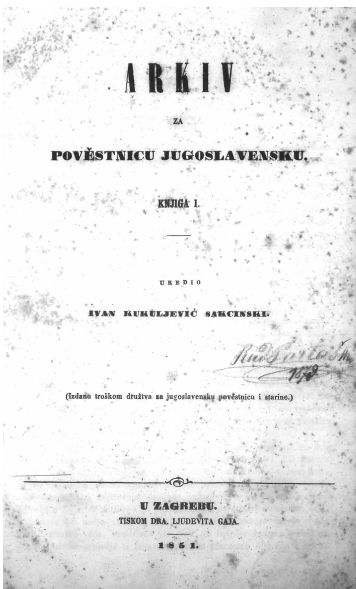 ARKIV
ZA
POVĚSTNICU JUGOSLAVENSKU.
KNJIGA I.
UREDIO
IVAN KUKULJEVIĆ SAKCINSKI.
(Izdano troškom družtva za jugoslavensku povĕstnicu i starine.)
U ZAGREBU.
TISKOM DRA. LJUDEVITA GAJA.
1851.